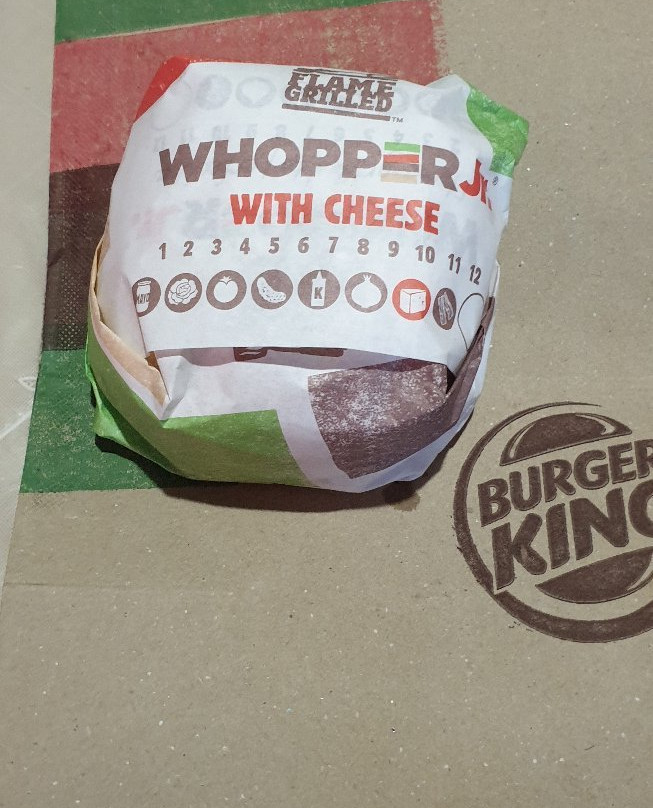 FLAME
GRILLED™
WHOPPER Jr.®
WITH CHEESE
1 2 3 4 5 6 7 8 9 10 11 12
MAYO
K
BURGER
KING